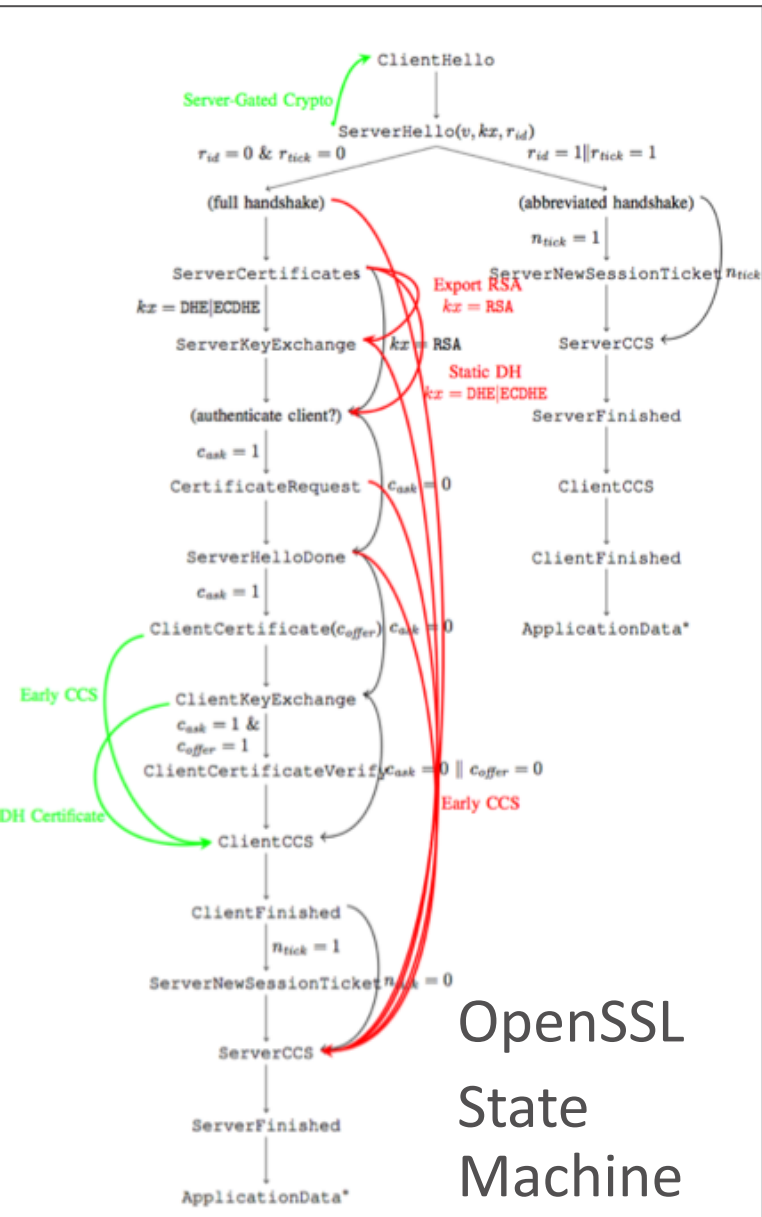 ClientHello
Server-Gated Crypto
ServerHello(v, kx, r_id)
r_id = 0 & r_tick = 0
r_id = 1||r_tick = 1
(full handshake)
(abbreviated handshake)
n_tick = 1
ServerCertificates
ServerNewSessionTicket
n_tick
Export RSA
kx = RSA
kx = DHE|ECDHE
ServerKeyExchange
kx = RSA
ServerCCS
Static DH
kx = DHE|ECDHE
(authenticate client?)
ServerFinished
c_ask = 1
CertificateRequest
c_ask = 0
ClientCCS
ServerHelloDone
ClientFinished
c_ask = 1
ClientCertificate(c_offer)
c_ask = 0
ApplicationData*
Early CCS
ClientKeyExchange
c_ask = 1 &
c_offer = 1
ClientCertificateVerify
c_ask = 0 || c_offer = 0
Early CCS
DH Certificate
ClientCCS
ClientFinished
n_tick = 1
ServerNewSessionTicket
n_tick = 0
ServerCCS
ServerFinished
ApplicationData*
OpenSSL
State
Machine